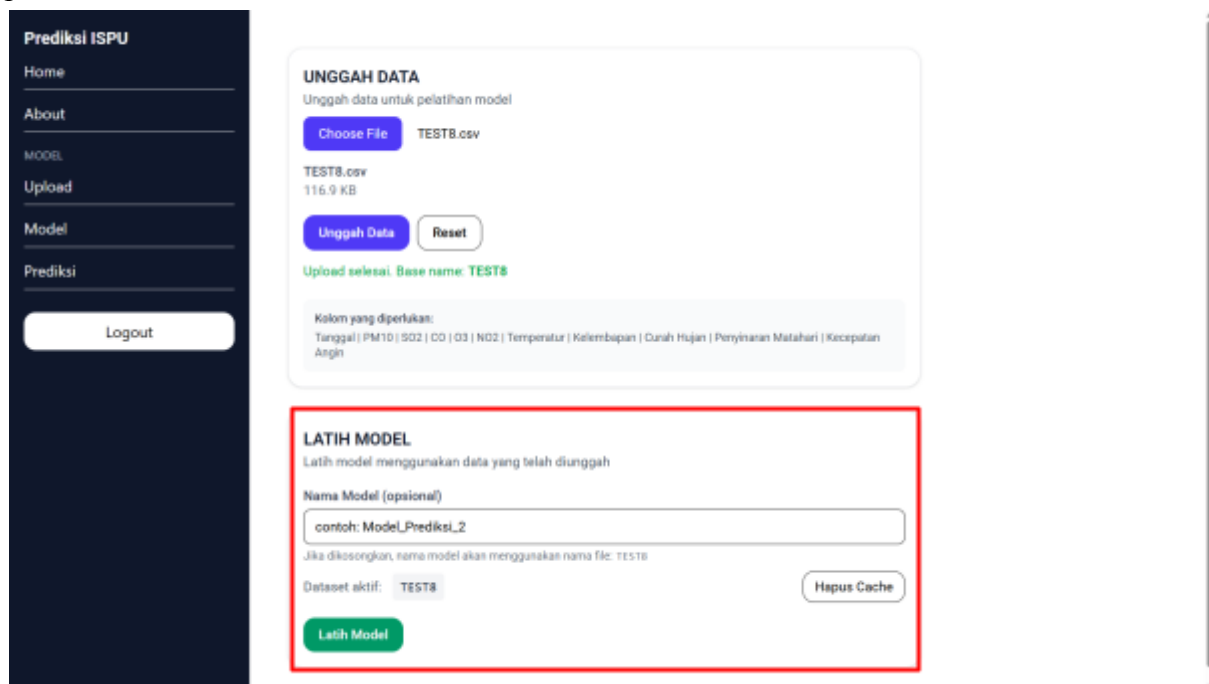 Prediksi ISPU
Home
About
MODEL
Upload
Model
Prediksi
Logout
UNGGAH DATA
Unggah data untuk pelatihan model
Choose File TEST8.csv
TEST8.csv
116.9 KB
Unggah Data Reset
Upload selesai. Base name: TEST8
Kolom yang diperlukan:
Tanggal | PM10 | SO2 | CO | O3 | NO2 | Temperatur | Kelembapan | Curah Hujan | Penyinaran Matahari | Kecepatan
Angin
LATIH MODEL
Latih model menggunakan data yang telah diunggah
Nama Model (opsional)
contoh: Model_Prediksi_2
Jika dikosongkan, nama model akan menggunakan nama file: TEST8
Dataset aktif: TEST8 Hapus Cache
Latih Model